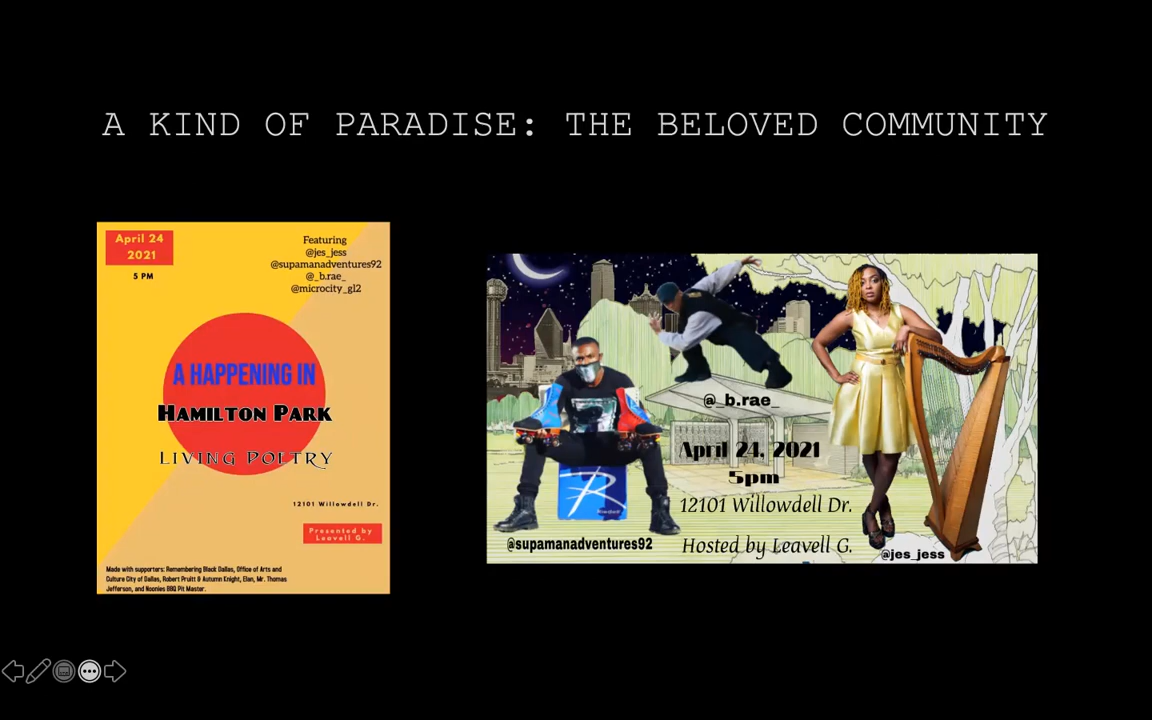 A KIND OF PARADISE: THE BELOVED COMMUNITY
April 24
2021
5 PM
Featuring
@jes_jess
@supamanadventures92
@_b.rae_
@microcity_gl2
A HAPPENING IN
HAMILTON PARK
LIVING POETRY
12101 Willowdell Dr.
Presented by
Leavell G.
Made with supporters: Remembering Black Dallas, Office of Arts and
Culture City of Dallas, Robert Pruitt & Autumn Knight, Elan, Mr. Thomas
Jefferson, and Noonies BBQ Pit Master.
@_b.rae_
April 24, 2021
5pm
12101 Willowdell Dr.
Hosted by Leavell G.
@supamanadventures92
@jes_jess
R